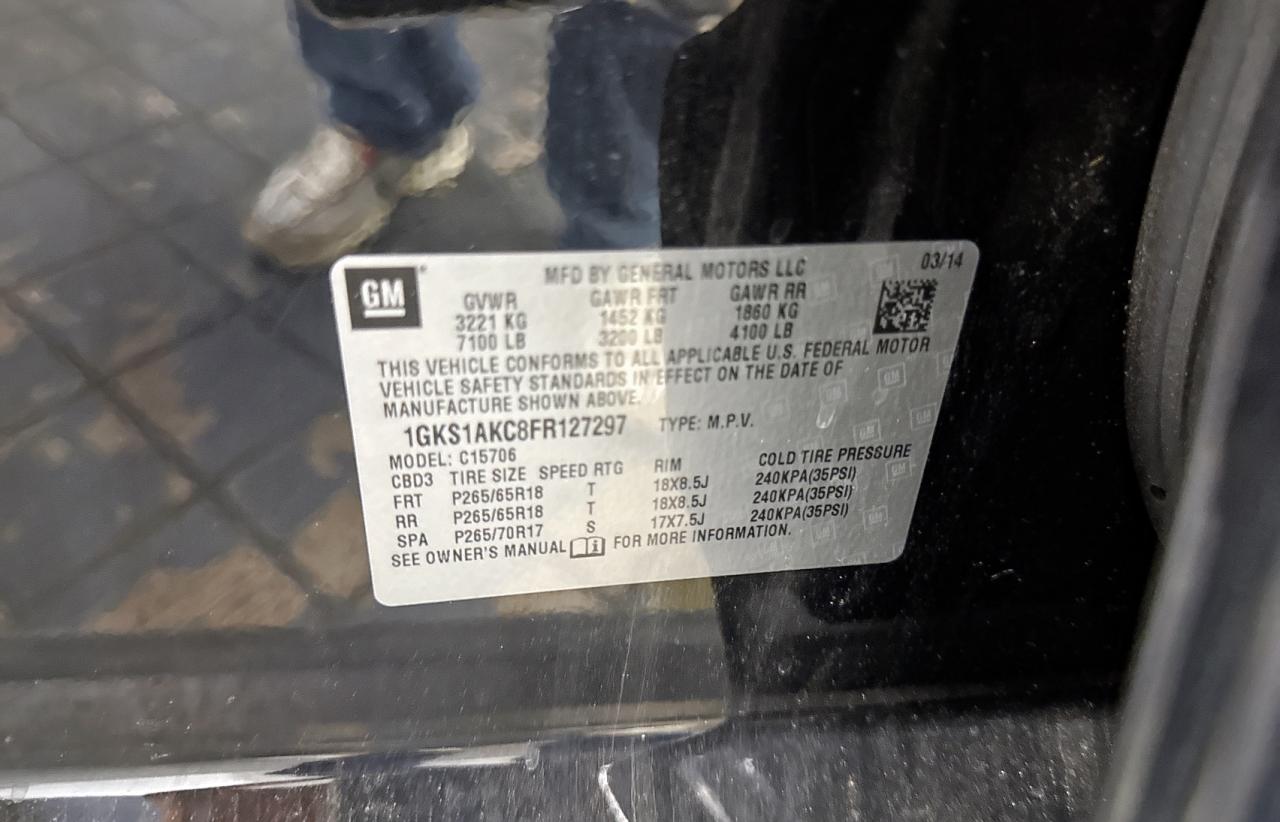 GM
MFD BY GENERAL MOTORS LLC 03/14
GVWR GAWR FRT GAWR RR
3221 KG 1452 KG 1860 KG
7100 LB 3200 LB 4100 LB
THIS VEHICLE CONFORMS TO ALL APPLICABLE U.S. FEDERAL MOTOR
VEHICLE SAFETY STANDARDS IN EFFECT ON THE DATE OF
MANUFACTURE SHOWN ABOVE.
1GKS1AKC8FR127297 TYPE: M.P.V.
MODEL: C15706
CBD3 TIRE SIZE SPEED RTG RIM COLD TIRE PRESSURE
FRT P265/65R18 T 18X8.5J 240KPA(35PSI)
RR P265/65R18 T 18X8.5J 240KPA(35PSI)
SPA P265/70R17 S 17X7.5J 240KPA(35PSI)
SEE OWNER'S MANUAL FOR MORE INFORMATION.